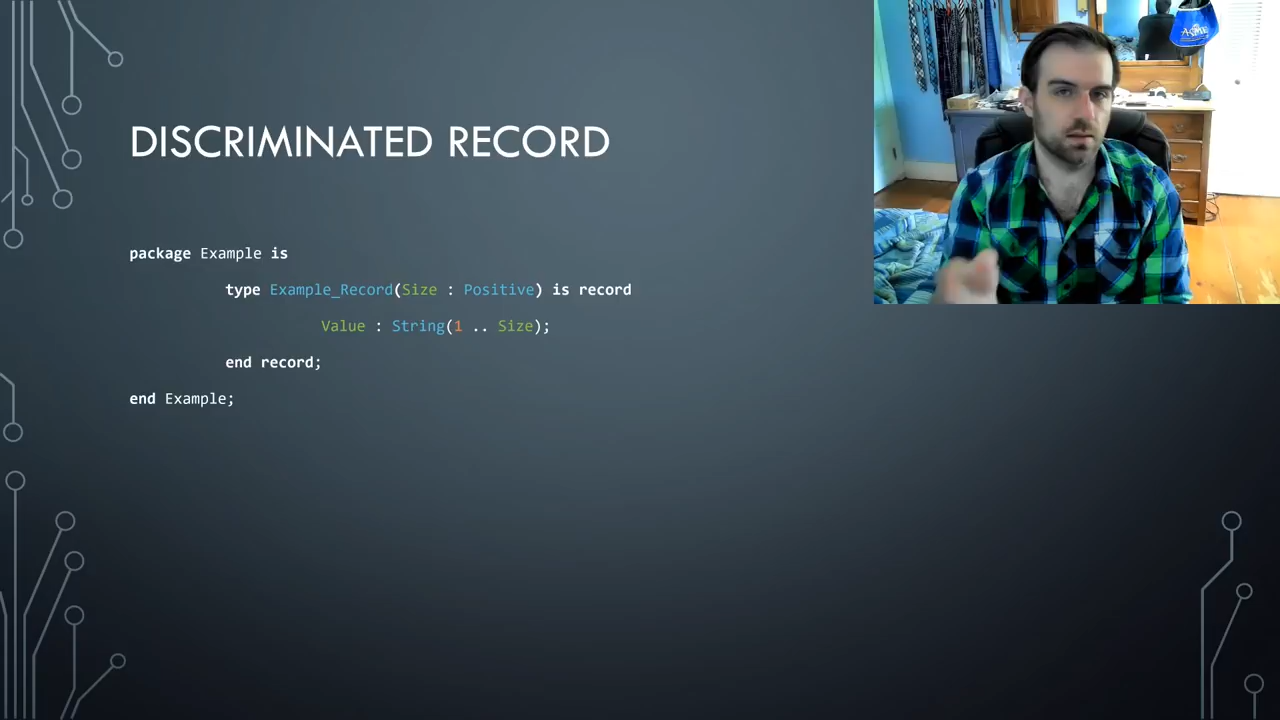 DISCRIMINATED RECORD
package Example is
type Example_Record(Size : Positive) is record
Value : String(1 .. Size);
end record;
end Example;
ACME